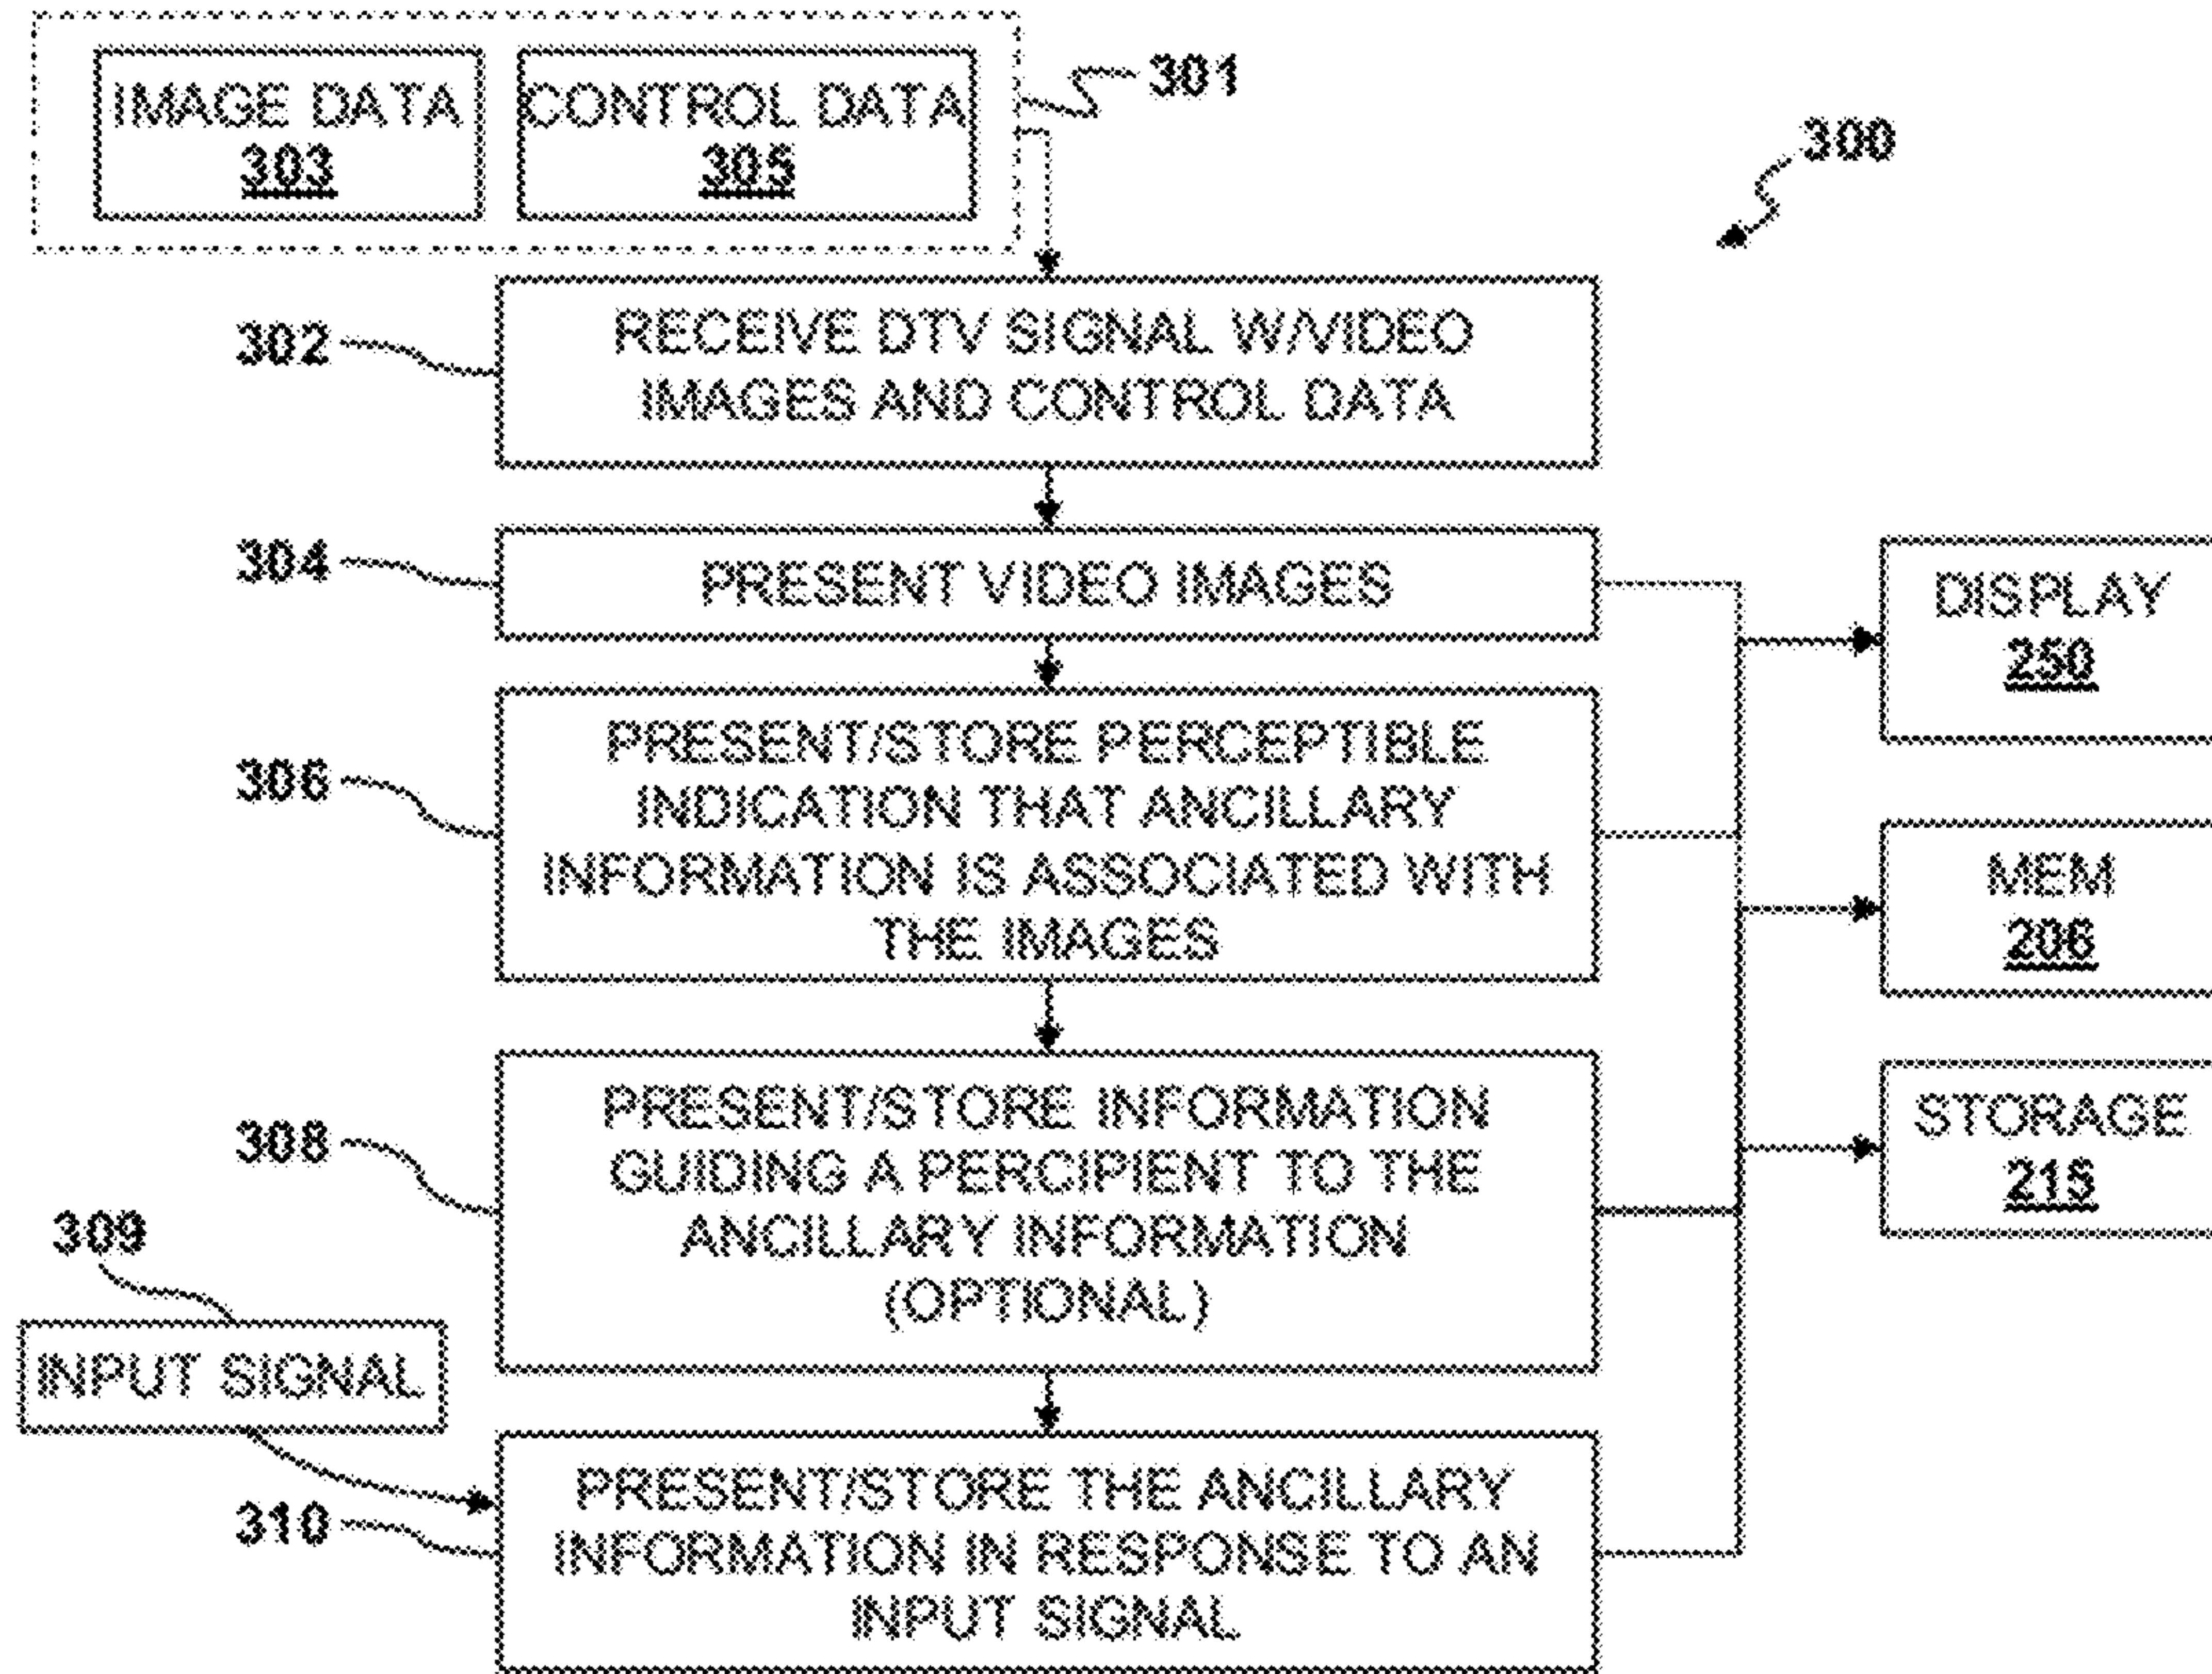 IMAGE DATA
303
CONTROL DATA
305
301
300
302
RECEIVE DTV SIGNAL W/VIDEO
IMAGES AND CONTROL DATA
304
PRESENT VIDEO IMAGES
DISPLAY
250
306
PRESENT/STORE PERCEPTIBLE
INDICATION THAT ANCILLARY
INFORMATION IS ASSOCIATED WITH
THE IMAGES
MEM
206
308
PRESENT/STORE INFORMATION
GUIDING A PERCIPIENT TO THE
ANCILLARY INFORMATION
(OPTIONAL)
STORAGE
215
309
INPUT SIGNAL
310
PRESENT/STORE THE ANCILLARY
INFORMATION IN RESPONSE TO AN
INPUT SIGNAL